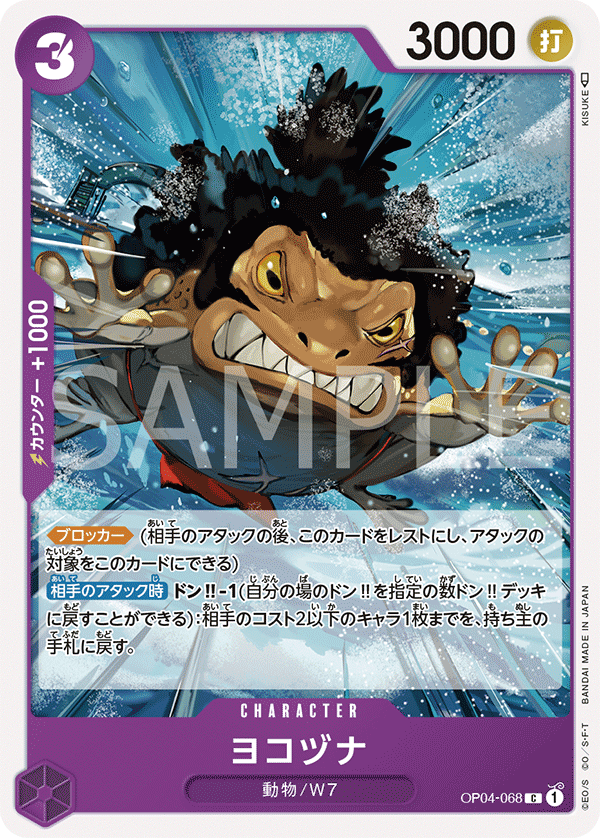 3
3000
打
KISUKE
カウンター +1000
SAMPLE
ブロッカー (相手のアタックの後、このカードをレストにし、アタックの
対象をこのカードにできる)
相手のアタック時 ドン!!-1(自分の場のドン!!を指定の数ドン!!デッキ
に戻すことができる):相手のコスト2以下のキャラ1枚までを、持ち主の
手札に戻す。
CHARACTER
ヨコヅナ
動物/W7
OP04-068 C 1
©E.O/S ©O/S・F・T BANDAI MADE IN JAPAN